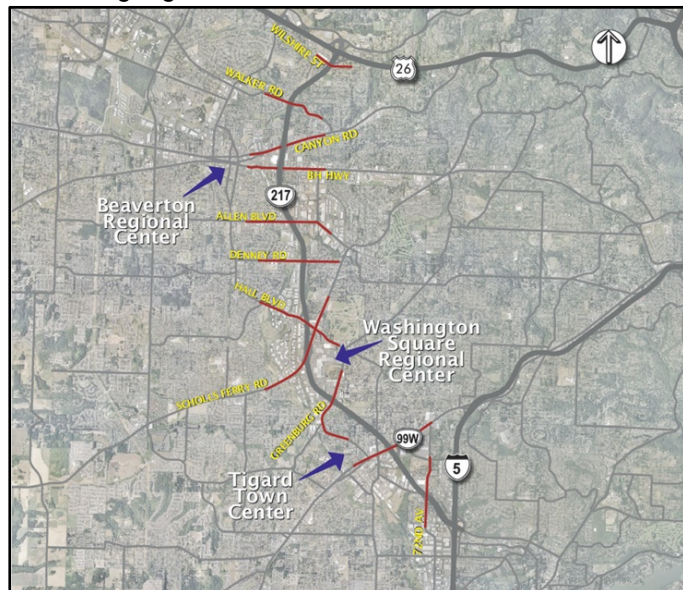 WILSHIRE ST
26
WALKER RD
CANYON RD
BH HWY
Beaverton
Regional
Center
217
ALLEN BLVD
DENNEY RD
HALL BLVD
Washington
Square
Regional
Center
SCHOLLS FERRY RD
GREENBURG RD
99W
5
Tigard
Town
Center
72ND AV